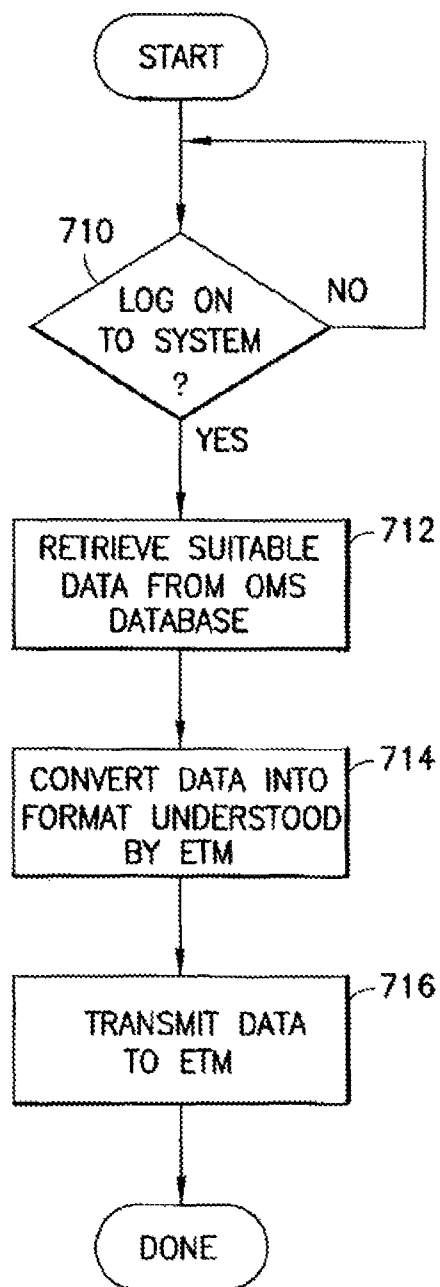 START
710
LOG ON
TO SYSTEM
?
NO
YES
712
RETRIEVE SUITABLE
DATA FROM OMS
DATABASE
714
CONVERT DATA INTO
FORMAT UNDERSTOOD
BY ETM
716
TRANSMIT DATA
TO ETM
DONE